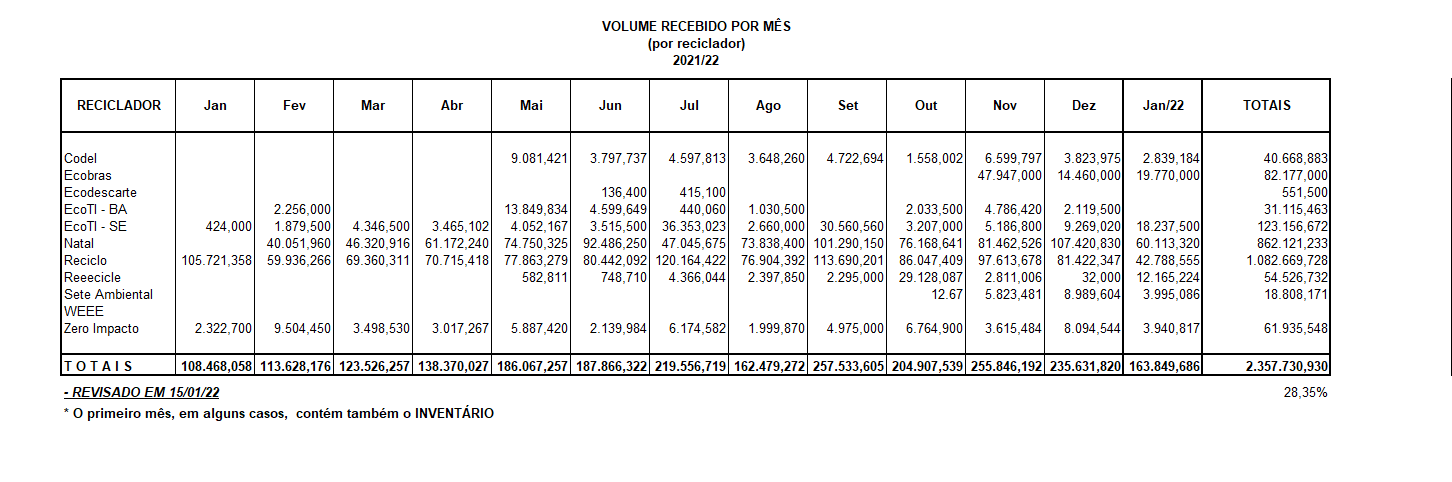 VOLUME RECEBIDO POR MÊS
(por reciclador)
2021/22
RECICLADOR Jan Fev Mar Abr Mai Jun Jul Ago Set Out Nov Dez Jan/22 TOTAIS
Codel 9.081,421 3.797,737 4.597,813 3.648,260 4.722,694 1.558,002 6.599,797 3.823,975 2.839,184 40.668,883
Ecobras 47.947,000 14.460,000 19.770,000 82.177,000
Ecodescarte 136,400 415,100 551,500
EcoTI - BA 2.256,000 13.849,834 4.599,649 440,060 1.030,500 2.033,500 4.786,420 2.119,500 31.115,463
EcoTI - SE 424,000 1.879,500 4.346,500 3.465,102 4.052,167 3.515,500 36.353,023 2.660,000 30.560,560 3.207,000 5.186,800 9.269,020 18.237,500 123.156,672
Natal 40.051,960 46.320,916 61.172,240 74.750,325 92.486,250 47.045,675 73.838,400 101.290,150 76.168,641 81.462,526 107.420,830 60.113,320 862.121,233
Reciclo 105.721,358 59.936,266 69.360,311 70.715,418 77.863,279 80.442,092 120.164,422 76.904,392 113.690,201 86.047,409 97.613,678 81.422,347 42.788,555 1.082.669,728
Reeecicle 582,811 748,710 4.366,044 2.397,850 2.295,000 29.128,087 2.811,006 32,000 12.165,224 54.526,732
Sete Ambiental 12.67 5.823,481 8.989,604 3.995,086 18.808,171
WEEE
Zero Impacto 2.322,700 9.504,450 3.498,530 3.017,267 5.887,420 2.139,984 6.174,582 1.999,870 4.975,000 6.764,900 3.615,484 8.094,544 3.940,817 61.935,548
T O T A I S 108.468,058 113.628,176 123.526,257 138.370,027 186.067,257 187.866,322 219.556,719 162.479,272 257.533,605 204.907,539 255.846,192 235.631,820 163.849,686 2.357.730,930
- REVISADO EM 15/01/22 28,35%
* O primeiro mês, em alguns casos, contém também o INVENTÁRIO